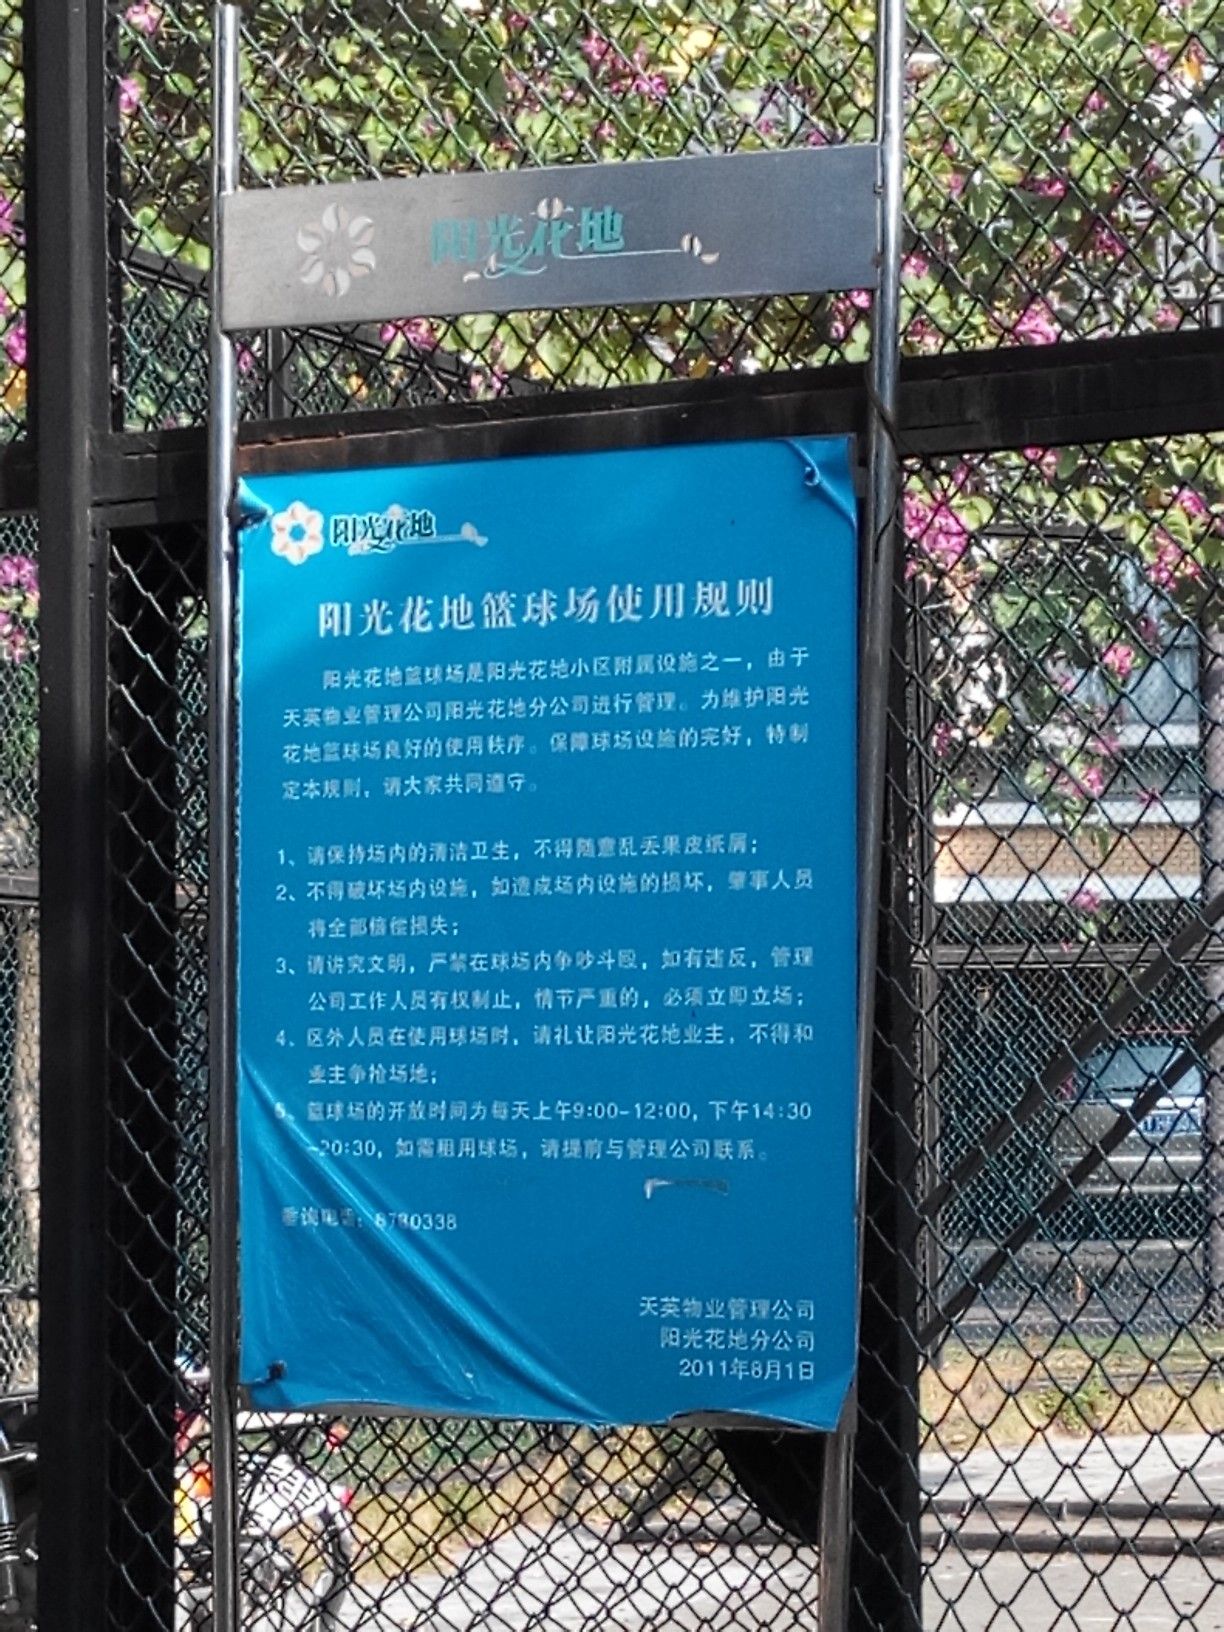 阳光花地
阳光花地
阳光花地篮球场使用规则
阳光花地篮球场是阳光花地小区附属设施之一，由于
天英物业管理公司阳光花地分公司进行管理。为维护阳光
花地篮球场良好的使用秩序。保障球场设施的完好，特制
定本规则，请大家共同遵守。
1、请保持场内的清洁卫生，不得随意乱丢果皮纸屑；
2、不得破坏场内设施，如造成场内设施的损坏，肇事人员
将全部偿损失；
3、请讲究文明，严禁在球场内争吵斗殴，如有违反，管理
公司工作人员有权制止，情节严重的，必须立即立场；
4、区外人员在使用球场时，请礼让阳光花地业主，不得和
业主争抢场地；
5、篮球场的开放时间为每天上午9:00-12:00，下午14:30
-20:30，如需租用球场，请提前与管理公司联系。
咨询电话：8780338
天英物业管理公司
阳光花地分公司
2011年8月1日